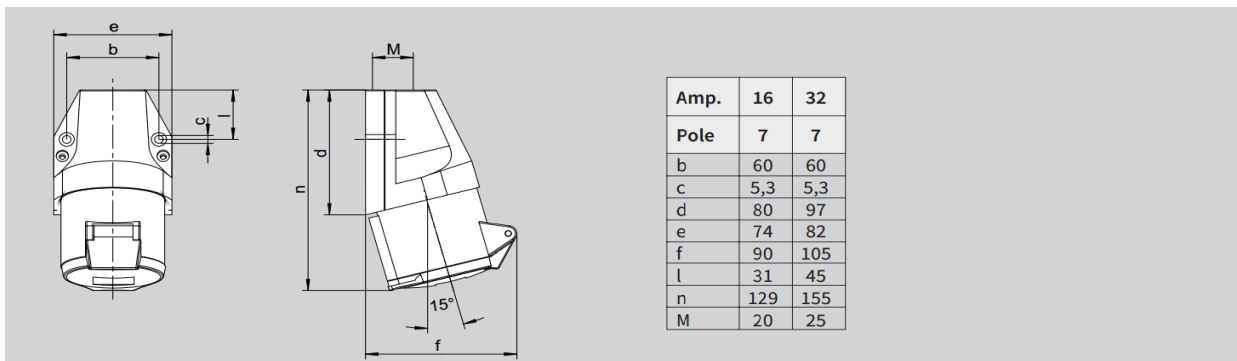 e
b
M
c
l
d
n
15°
f
Amp. 16 32
Pole 7 7
b 60 60
c 5,3 5,3
d 80 97
e 74 82
f 90 105
l 31 45
n 129 155
M 20 25